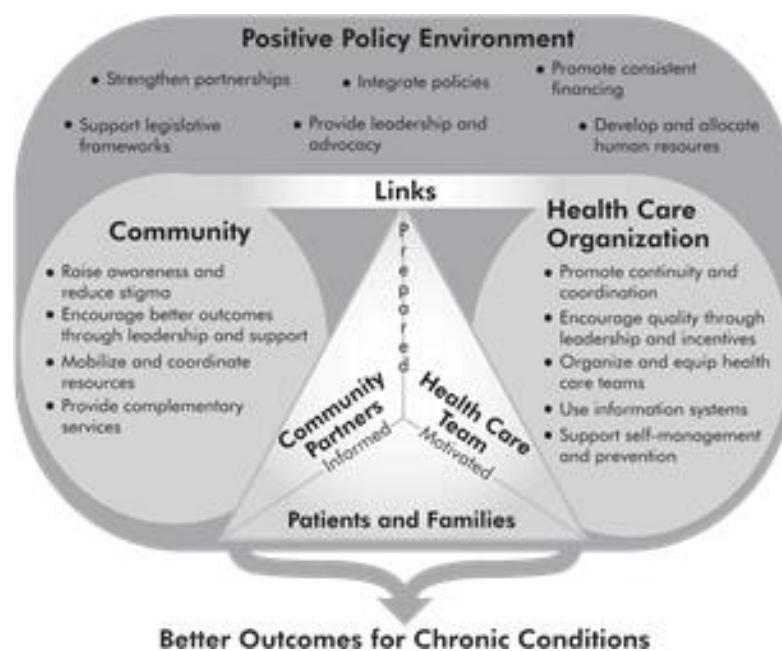 Positive Policy Environment
• Strengthen partnerships
• Integrate policies
• Promote consistent
financing
• Support legislative
frameworks
• Provide leadership and
advocacy
• Develop and allocate
human resoures
Links
Community
• Raise awareness and
reduce stigma
• Encourage better outcomes
through leadership and support
• Mobilize and coordinate
resources
• Provide complementary
services
Prepared
Community
Partners
Informed
Health Care
Team
Motivated
Patients and Families
Health Care
Organization
• Promote continuity and
coordination
• Encourage quality through
leadership and incentives
• Organize and equip health
care teams
• Use information systems
• Support self-management
and prevention
Better Outcomes for Chronic Conditions